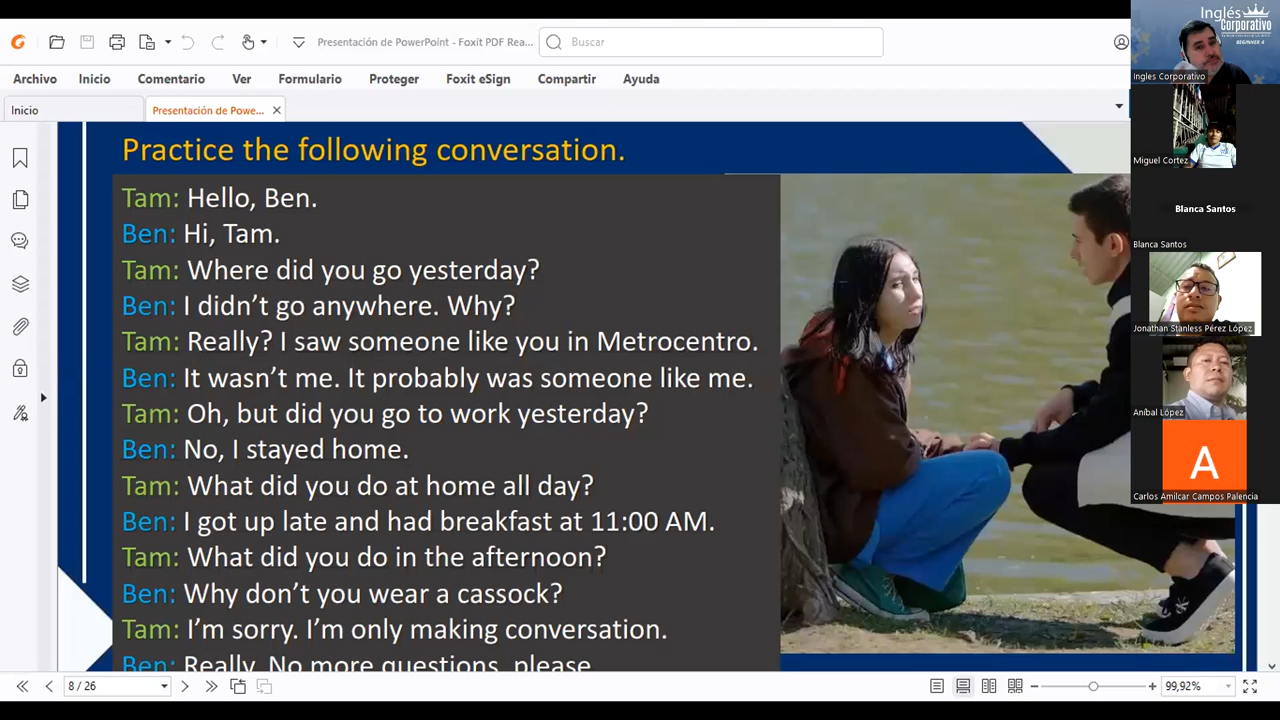 Presentación de PowerPoint - Foxit PDF Rea...
Buscar
Archivo Inicio Comentario Ver Formulario Proteger Foxit eSign Compartir Ayuda
Inicio
Presentación de Powe...
Practice the following conversation.
Tam: Hello, Ben.
Ben: Hi, Tam.
Tam: Where did you go yesterday?
Ben: I didn't go anywhere. Why?
Tam: Really? I saw someone like you in Metrocentro.
Ben: It wasn't me. It probably was someone like me.
Tam: Oh, but did you go to work yesterday?
Ben: No, I stayed home.
Tam: What did you do at home all day?
Ben: I got up late and had breakfast at 11:00 AM.
Tam: What did you do in the afternoon?
Ben: Why don't you wear a cassock?
Tam: I'm sorry. I'm only making conversation.
Ben: Really. No more questions, please
8 / 26
99,92%
Inglés
Corporativo
BEGINNER 4
Ingles Corporativo
Miguel Cortez
Blanca Santos
Blanca Santos
Jonathan Stanless Pérez López
Aníbal López
A
Carlos Amilcar Campos Palencia